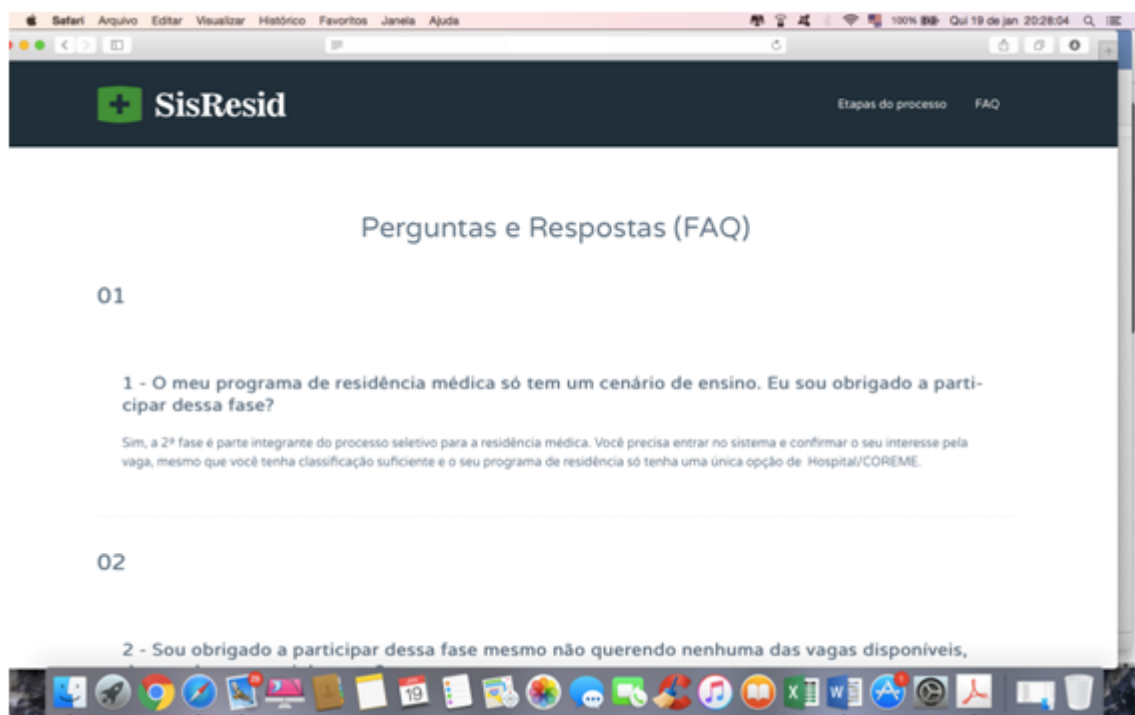 Safari Arquivo Editar Visualizar Histórico Favoritos Janela Ajuda 100% Qui 19 de jan 20:28:04
SisResid
Etapas do processo FAQ
Perguntas e Respostas (FAQ)
01
1 - O meu programa de residência médica só tem um cenário de ensino. Eu sou obrigado a parti-
cipar dessa fase?
Sim, a 2ª fase é parte integrante do processo seletivo para a residência médica. Você precisa entrar no sistema e confirmar o seu interesse pela
vaga, mesmo que você tenha classificação suficiente e o seu programa de residência só tenha uma única opção de Hospital/COREME.
02
2 - Sou obrigado a participar dessa fase mesmo não querendo nenhuma das vagas disponíveis,
19